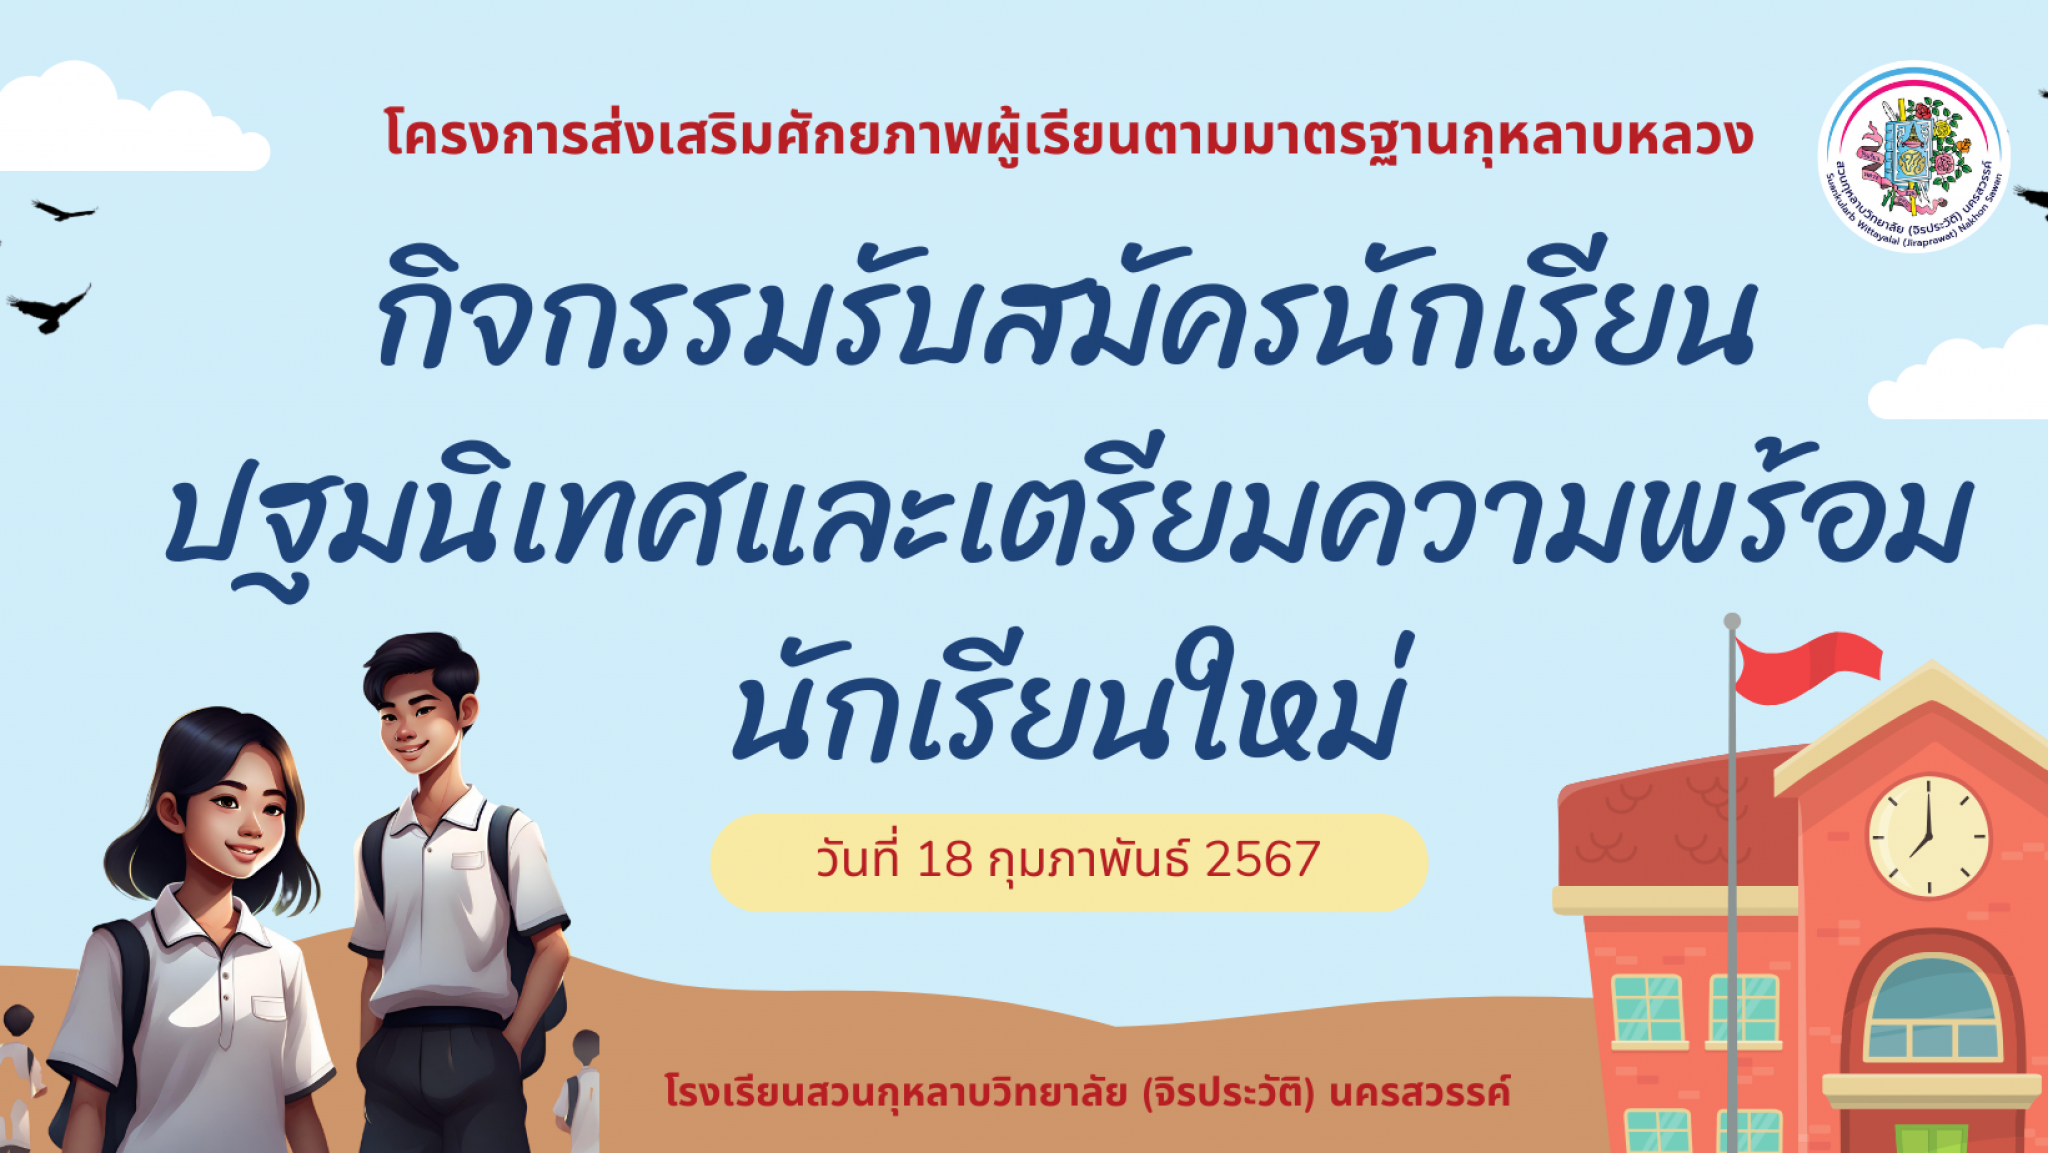 โครงการส่งเสริมศักยภาพผู้เรียนตามมาตรฐานกุหลาบหลวง
กิจกรรมรับสมัครนักเรียน
ปฐมนิเทศและเตรียมความพร้อม
นักเรียนใหม่
วันที่ 18 กุมภาพันธ์ 2567
โรงเรียนสวนกุหลาบวิทยาลัย (จิรประวัติ) นครสวรรค์
สวนกุหลาบวิทยาลัย (จิรประวัติ) นครสวรรค์
Suankularb Wittayalai (Jiraprawat) Nakhon Sawan